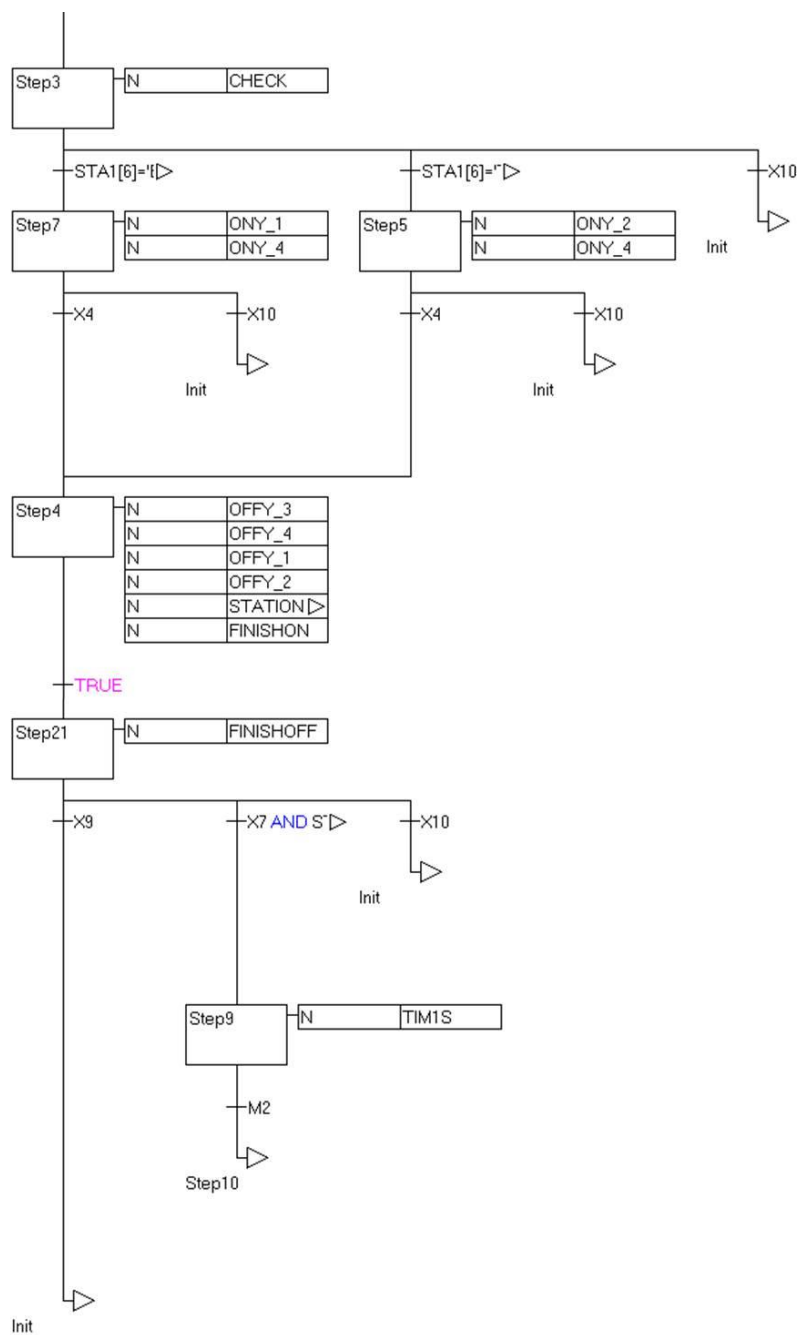 Step3 N CHECK
STA1[6]='E STA1[6]=' X10
Step7 N ONY_1 Step5 N ONY_2
N ONY_4 N ONY_4 Init
X4 X10 X4 X10
Init Init
Step4 N OFFY_3
N OFFY_4
N OFFY_1
N OFFY_2
N STATION
N FINISHON
TRUE
Step21 N FINISHOFF
X9 X7 AND S X10
Init
Step9 N TIM1S
M2
Step10
Init